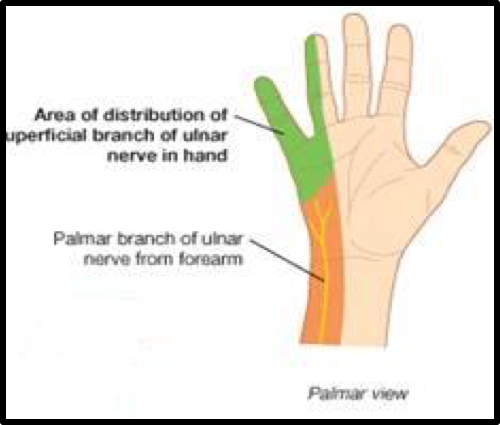 Area of distribution of
uperficial branch of ulnar
nerve in hand
Palmar branch of ulnar
nerve from forearm
Palmar view